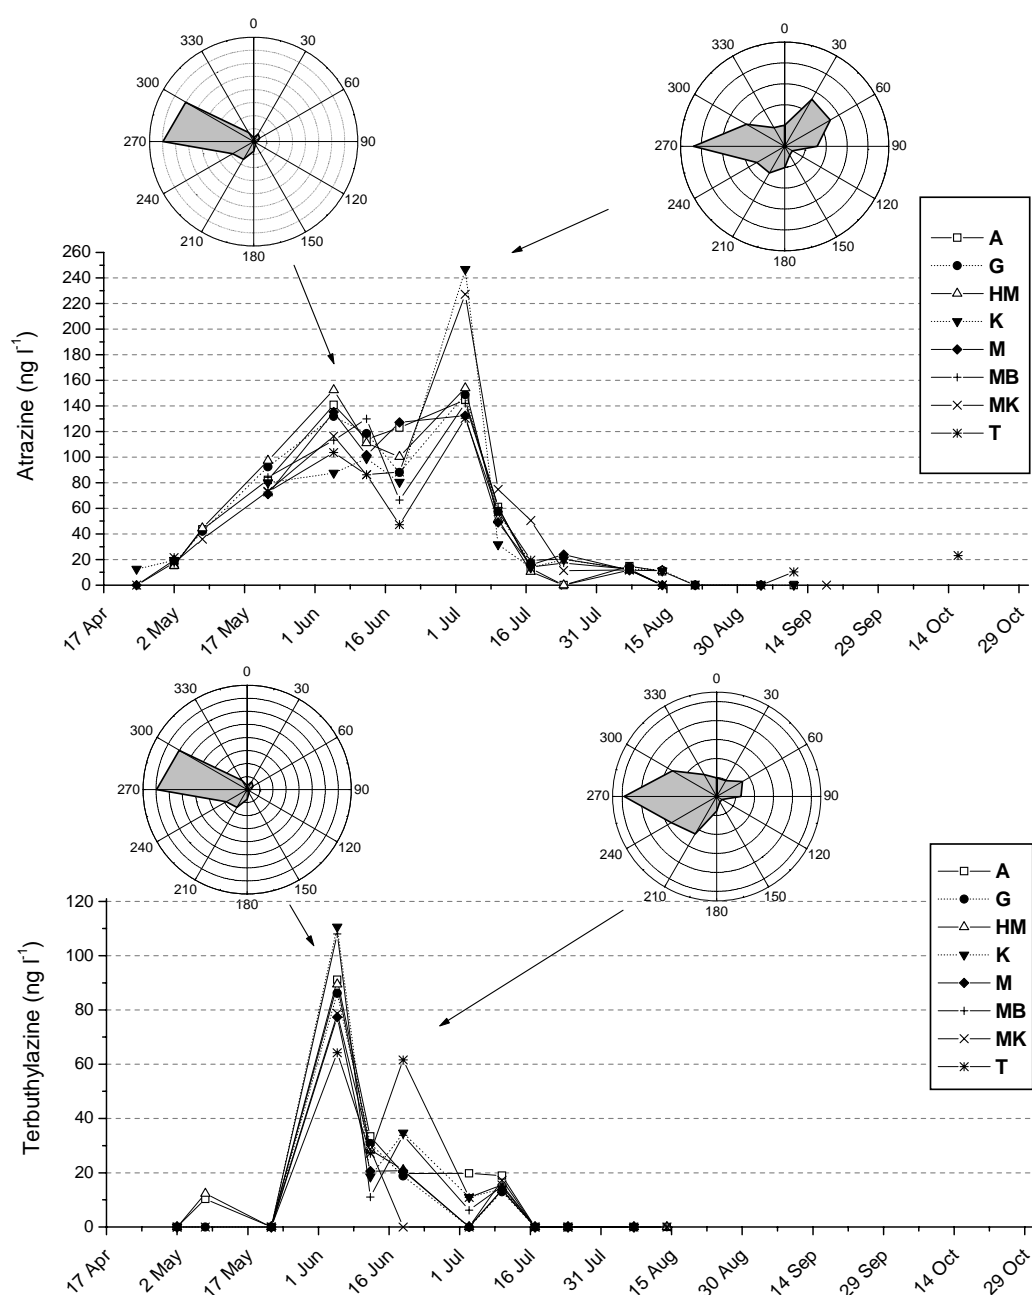 0
330 30
300 60
270 90
240 120
210 150
180
0
330 30
300 60
270 90
240 120
210 150
180
Atrazine (ng l⁻¹)
260
240
220
200
180
160
140
120
100
80
60
40
20
0
17 Apr
2 May
17 May
1 Jun
16 Jun
1 Jul
16 Jul
31 Jul
15 Aug
30 Aug
14 Sep
29 Sep
14 Oct
29 Oct
A
G
HM
K
M
MB
MK
T
0
330 30
300 60
270 90
240 120
210 150
180
0
330 30
300 60
270 90
240 120
210 150
180
Terbuthylazine (ng l⁻¹)
120
100
80
60
40
20
0
17 Apr
2 May
17 May
1 Jun
16 Jun
1 Jul
16 Jul
31 Jul
15 Aug
30 Aug
14 Sep
29 Sep
14 Oct
29 Oct
A
G
HM
K
M
MB
MK
T